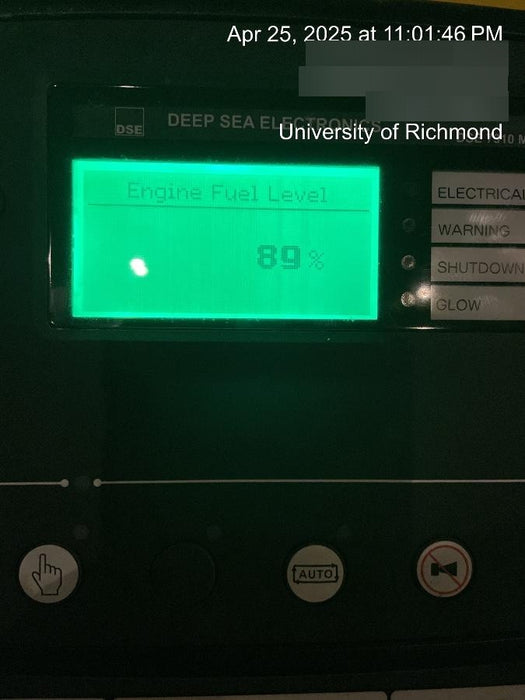 Apr 25, 2025 at 11:01:46 PM
University of Richmond
DSE
DEEP SEA ELECTRONICS
Engine Fuel Level
89 %
ELECTRICAL
WARNING
SHUTDOWN
GLOW
AUTO